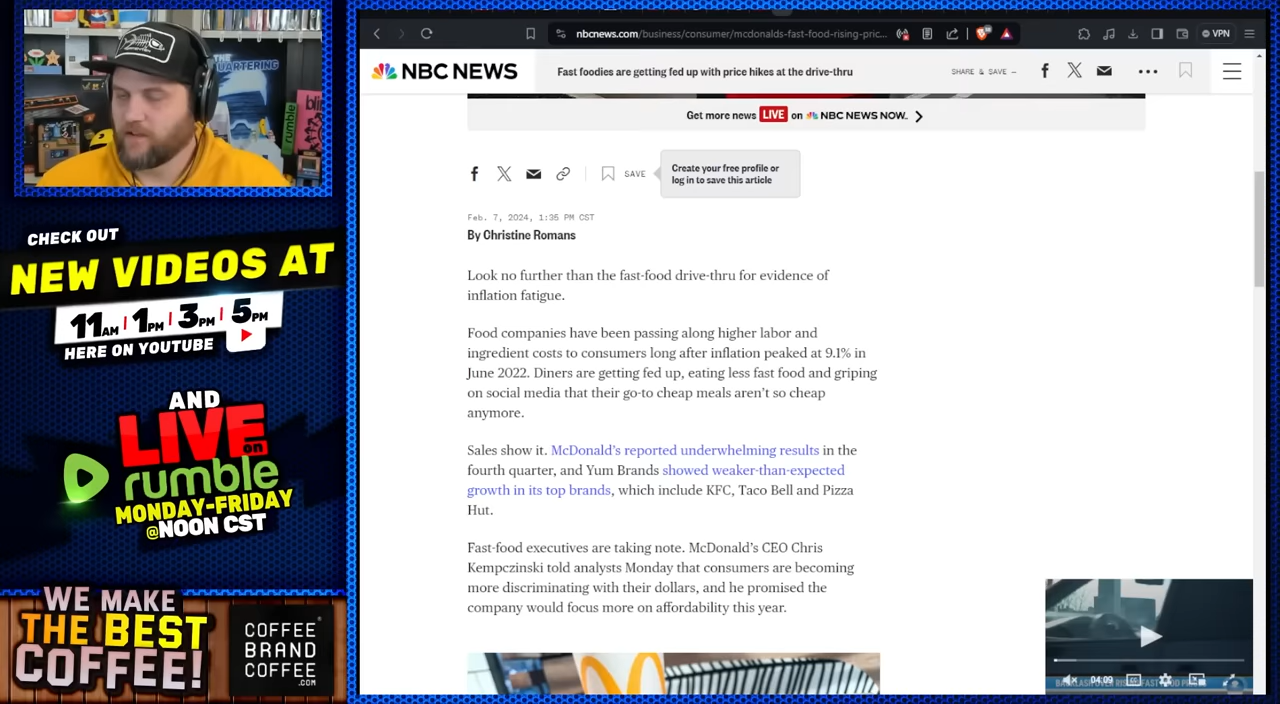 THE
QUARTERING
rumble
CHECK OUT
NEW VIDEOS AT
11AM | 1PM | 3PM | 5PM
HERE ON YOUTUBE
AND
LIVE on
rumble
MONDAY-FRIDAY
@NOON CST
WE MAKE
THE BEST
COFFEE!
COFFEE
BRAND
COFFEE
.COM
nbcnews.com/business/consumer/mcdonalds-fast-food-rising-pric...
VPN
NBC NEWS
Fast foodies are getting fed up with price hikes at the drive-thru
SHARE & SAVE —
Get more news LIVE on NBC NEWS NOW.
SAVE
Create your free profile or
log in to save this article
Feb. 7, 2024, 1:35 PM CST
By Christine Romans
Look no further than the fast-food drive-thru for evidence of
inflation fatigue.
Food companies have been passing along higher labor and
ingredient costs to consumers long after inflation peaked at 9.1% in
June 2022. Diners are getting fed up, eating less fast food and griping
on social media that their go-to cheap meals aren't so cheap
anymore.
Sales show it. McDonald's reported underwhelming results in the
fourth quarter, and Yum Brands showed weaker-than-expected
growth in its top brands, which include KFC, Taco Bell and Pizza
Hut.
Fast-food executives are taking note. McDonald's CEO Chris
Kempczinski told analysts Monday that consumers are becoming
more discriminating with their dollars, and he promised the
company would focus more on affordability this year.
04:09